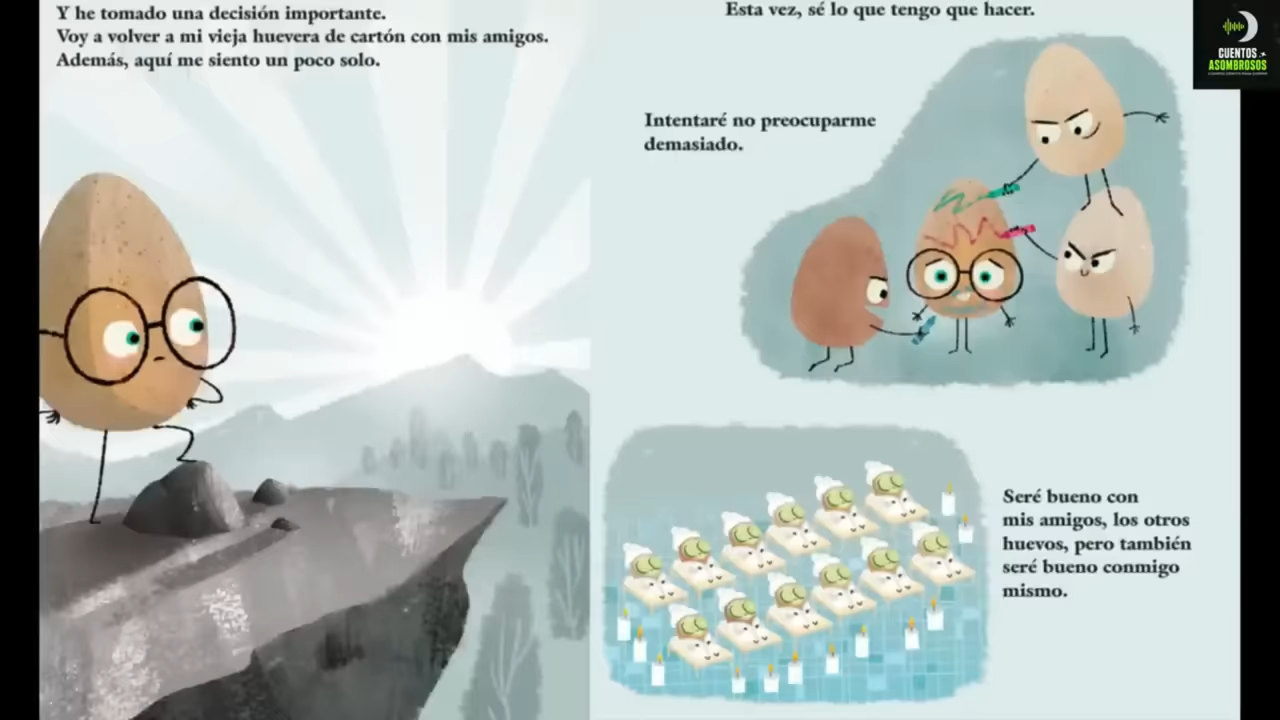 Y he tomado una decisión importante.
Voy a volver a mi vieja huevera de cartón con mis amigos.
Además, aquí me siento un poco solo.
Esta vez, sé lo que tengo que hacer.
Intentaré no preocuparme
demasiado.
Seré bueno con
mis amigos, los otros
huevos, pero también
seré bueno conmigo
mismo.
CUENTOS
ASOMBROSOS